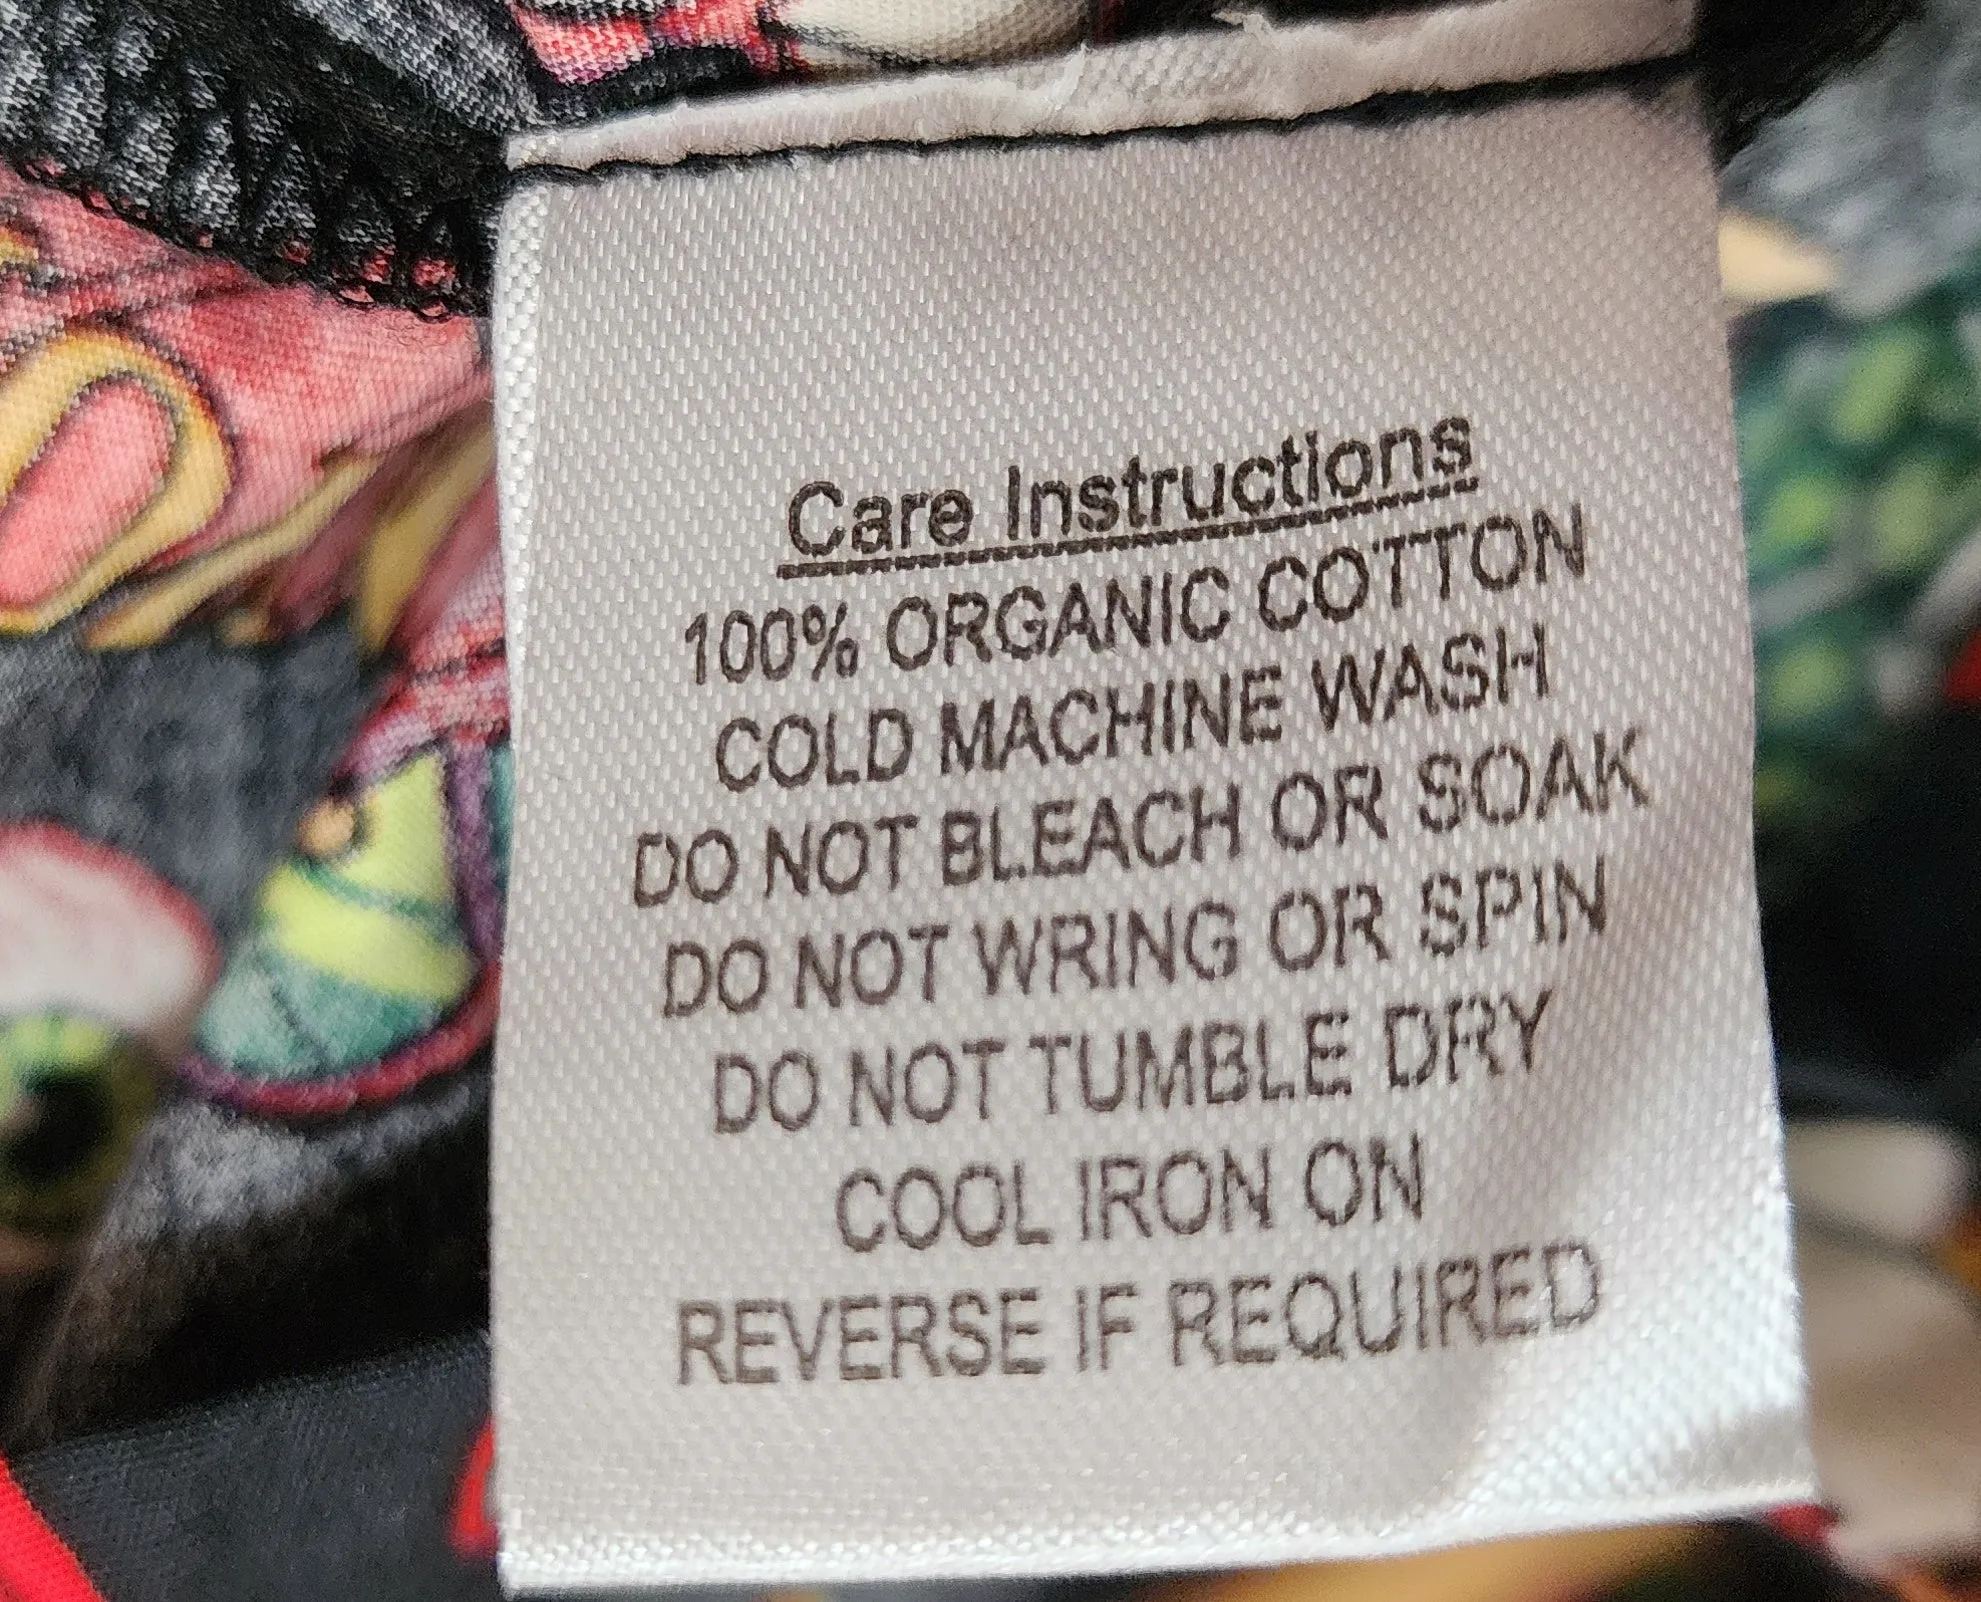 Care Instructions
100% ORGANIC COTTON
COLD MACHINE WASH
DO NOT BLEACH OR SOAK
DO NOT WRING OR SPIN
DO NOT TUMBLE DRY
COOL IRON ON
REVERSE IF REQUIRED